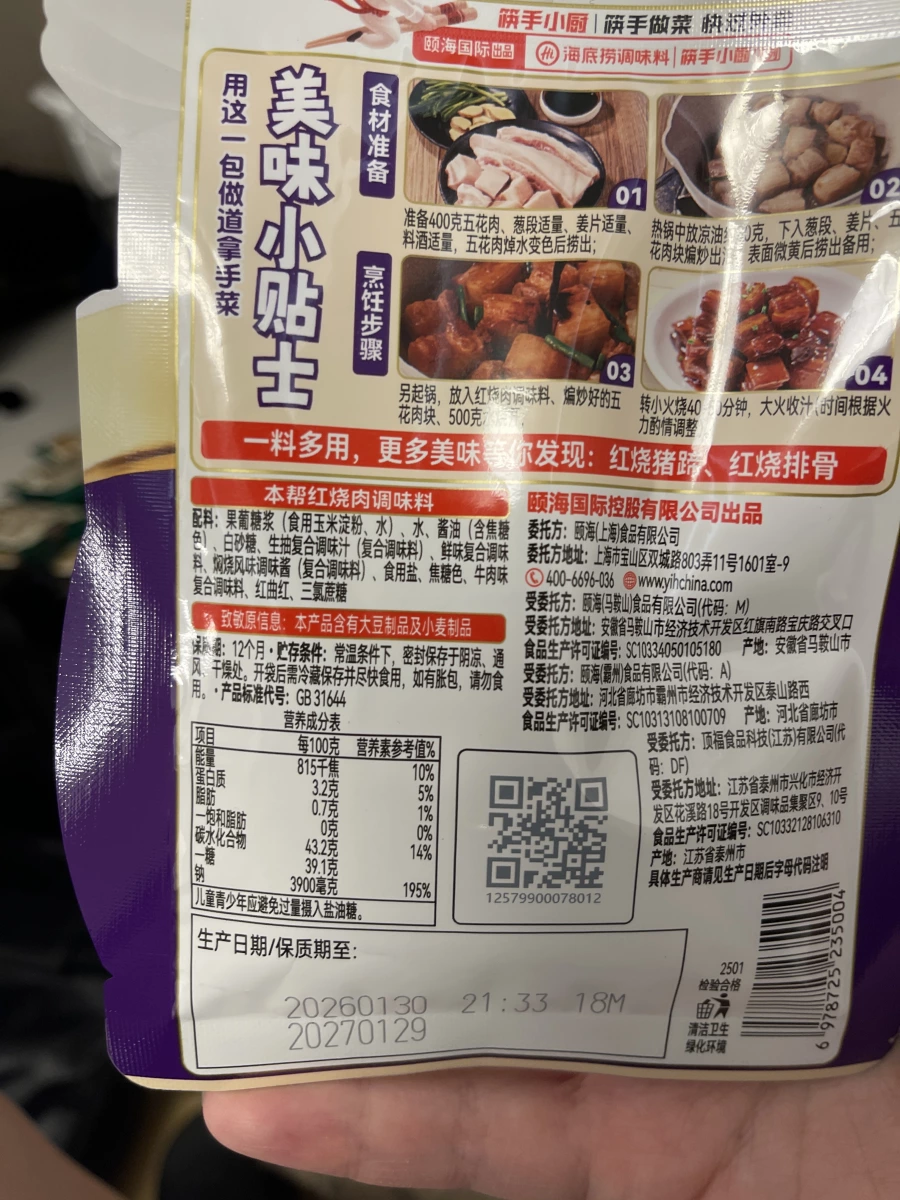 筷手小厨 | 筷手做菜 快
颐海国际出品 海底捞调味料 | 筷手小厨
美味小贴士
用这一包做道拿手菜
食材准备
01
准备400克五花肉、葱段适量、姜片适量、
料酒适量，五花肉焯水变色后捞出；
02
热锅中放凉油 0克，下入葱段、姜片、五
花肉块煸炒出 表面微黄后捞出备用；
烹饪步骤
03
另起锅，放入红烧肉调味料、煸炒好的五
花肉块、500克
04
转小火烧40 0分钟，大火收汁(时间根据火
力酌情调整
一料多用，更多美味等你发现：红烧猪蹄、红烧排骨
本帮红烧肉调味料
配料：果葡糖浆（食用玉米淀粉、水）、水、酱油（含焦糖
色）、白砂糖、生抽复合调味汁（复合调味料）、鲜味复合调味
料、焖烧风味调味酱（复合调味料）、食用盐、焦糖色、牛肉味
复合调味料、红曲红、三氯蔗糖
致敏原信息：本产品含有大豆制品及小麦制品
保质期：12个月·贮存条件：常温条件下，密封保存于阴凉、通
风、干燥处。开袋后需冷藏保存并尽快食用，如有胀包，请勿食
用。·产品标准代号：GB 31644
营养成分表
项目 每100克 营养素参考值%
能量 815千焦 10%
蛋白质 3.2克 5%
脂肪 0.7克 1%
—饱和脂肪 0克 0%
碳水化合物 43.2克 14%
—糖 39.1克
钠 3900毫克 195%
儿童青少年应避免过量摄入盐油糖。
颐海国际控股有限公司出品
委托方：颐海(上海)食品有限公司
委托方地址：上海市宝山区双城路803弄11号1601室-9
400-6696-036 www.yihchina.com
受委托方：颐海(马鞍山)食品有限公司(代码：M)
受委托方地址：安徽省马鞍山市经济技术开发区红旗南路宝庆路交叉口
食品生产许可证编号：SC10334050105180 产地：安徽省马鞍山市
受委托方：颐海(霸州)食品有限公司(代码：A)
受委托方地址：河北省廊坊市霸州市经济技术开发区泰山路西
食品生产许可证编号：SC10313108100709 产地：河北省廊坊市
受委托方：顶福食品科技(江苏)有限公司(代
码：DF)
受委托方地址：江苏省泰州市兴化市经济开
发区花溪路18号开发区调味品集聚区9、10号
食品生产许可证编号：SC10332128106310
产地：江苏省泰州市
具体生产商请见生产日期后字母代码注明
12579900078012
生产日期/保质期至：
20260130 21:33 18M
20270129
2501
检验合格
清洁卫生
绿化环境
6 978725 235004